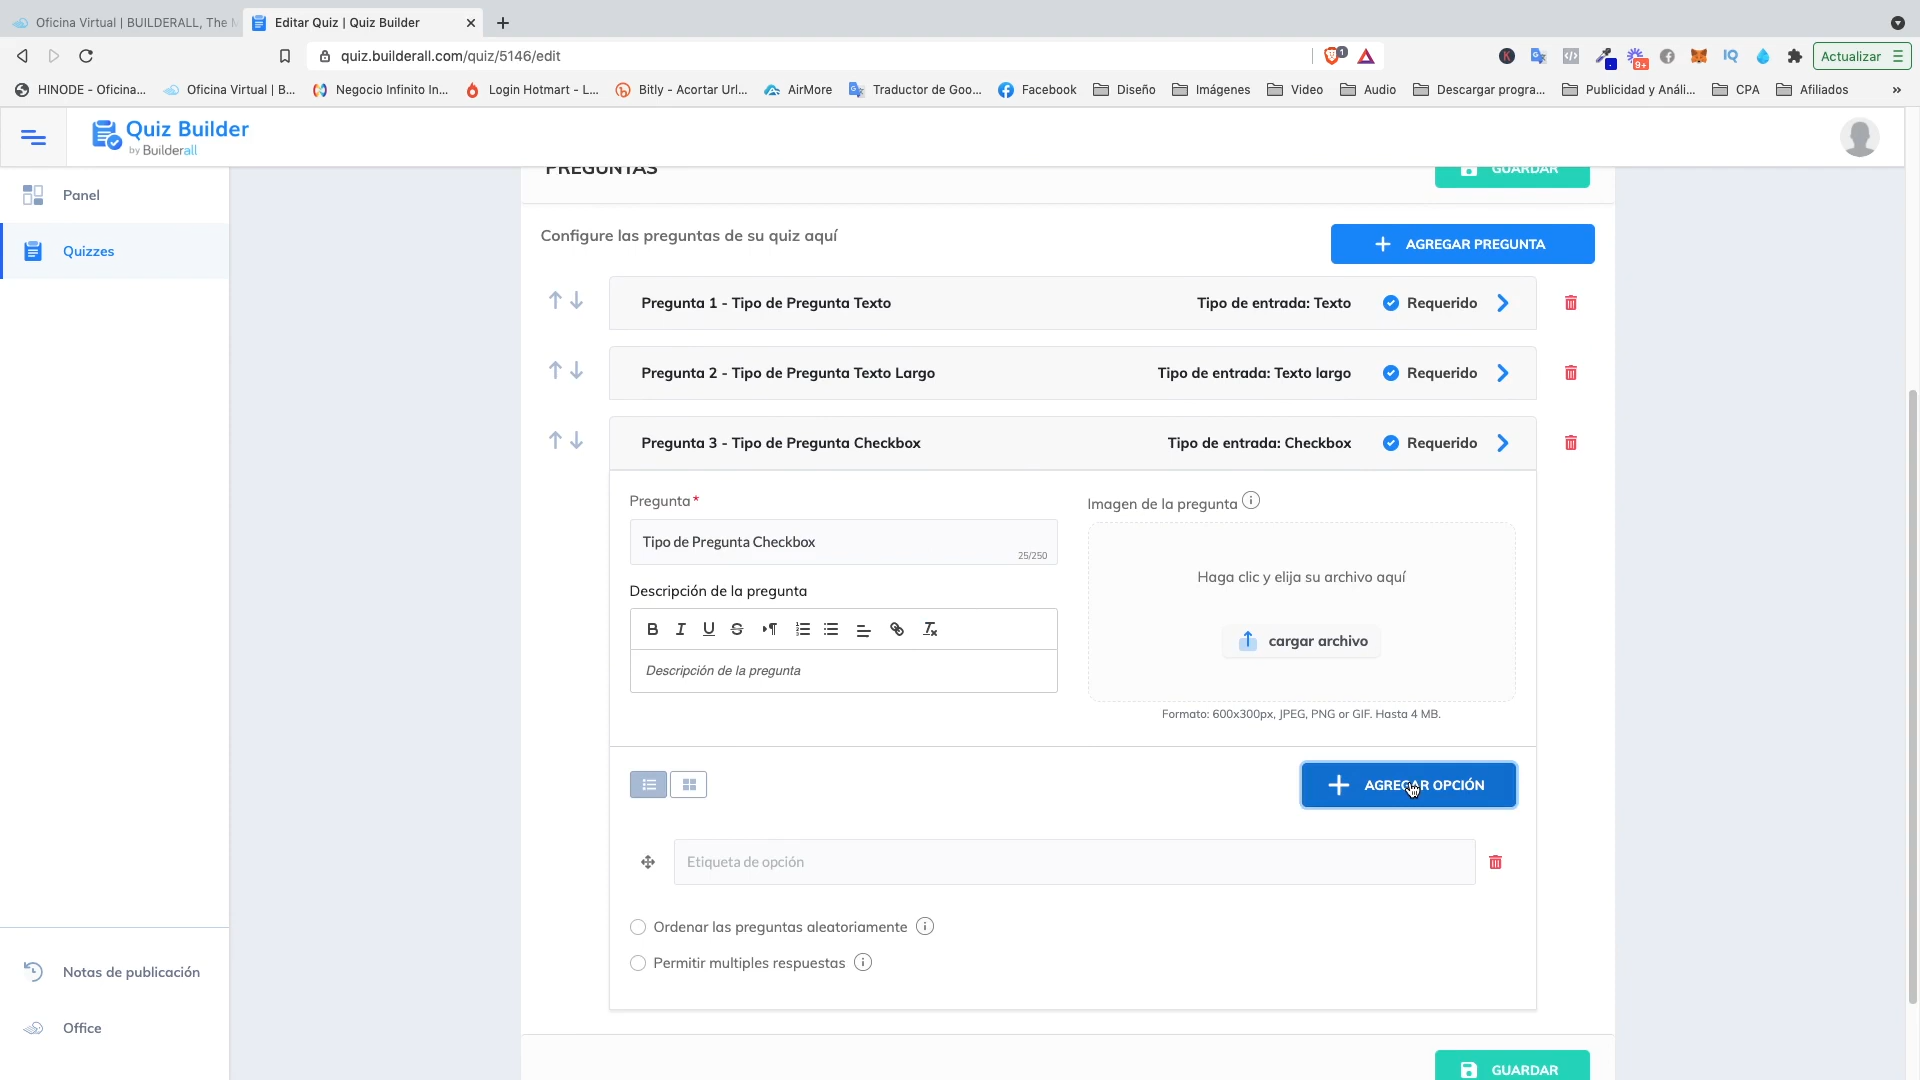 Oficina Virtual | BUILDERALL, The M
Editar Quiz | Quiz Builder
quiz.builderall.com/quiz/5146/edit
1
9+
IQ
Actualizar
HINODE - Oficina...
Oficina Virtual | B...
Negocio Infinito In...
Login Hotmart - L...
Bitly - Acortar Url...
AirMore
Traductor de Goo...
Facebook
Diseño
Imágenes
Video
Audio
Descargar progra...
Publicidad y Análi...
CPA
Afiliados
»
Quiz Builder
by Builderall
Panel
Quizzes
PREGUNTAS
GUARDAR
Configure las preguntas de su quiz aquí
AGREGAR PREGUNTA
Pregunta 1 - Tipo de Pregunta Texto
Tipo de entrada: Texto
Requerido
Pregunta 2 - Tipo de Pregunta Texto Largo
Tipo de entrada: Texto largo
Requerido
Pregunta 3 - Tipo de Pregunta Checkbox
Tipo de entrada: Checkbox
Requerido
Pregunta*
Imagen de la pregunta
Tipo de Pregunta Checkbox
25/250
Haga clic y elija su archivo aquí
Descripción de la pregunta
cargar archivo
Descripción de la pregunta
Formato: 600x300px, JPEG, PNG or GIF. Hasta 4 MB.
AGREGAR OPCIÓN
Etiqueta de opción
Ordenar las preguntas aleatoriamente
Permitir multiples respuestas
Notas de publicación
Office
GUARDAR